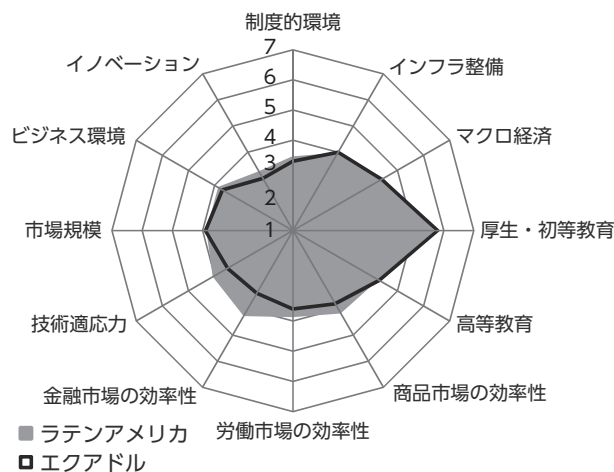 制度的環境
インフラ整備
マクロ経済
厚生・初等教育
高等教育
商品市場の効率性
労働市場の効率性
金融市場の効率性
技術適応力
市場規模
ビジネス環境
イノベーション
7
6
5
4
3
2
1
ラテンアメリカ
エクアドル